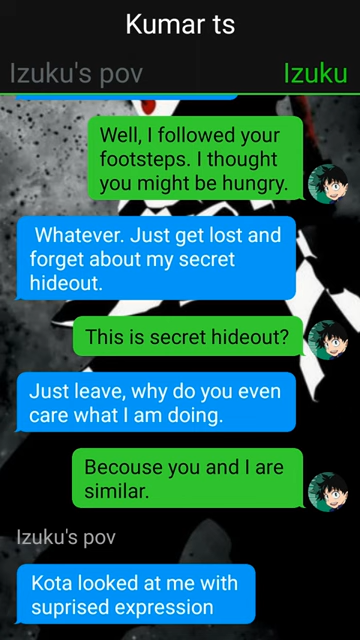 Kumar ts
Izuku's pov
Izuku
Well, I followed your
footsteps. I thought
you might be hungry.
Whatever. Just get lost and
forget about my secret
hideout.
This is secret hideout?
Just leave, why do you even
care what I am doing.
Becouse you and I are
similar.
Izuku's pov
Kota looked at me with
suprised expression